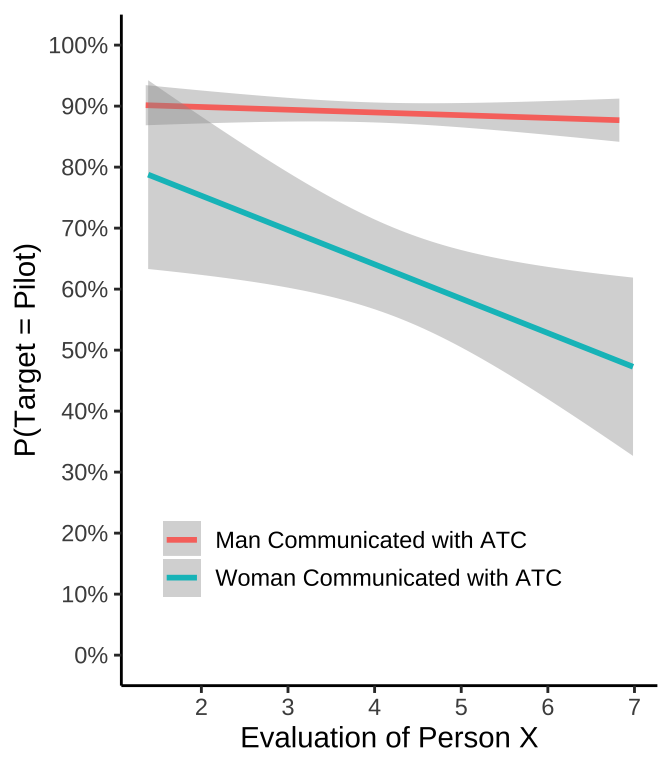 100%
90%
80%
70%
60%
50%
40%
30%
20%
10%
0%
P(Target = Pilot)
Man Communicated with ATC
Woman Communicated with ATC
2 3 4 5 6 7
Evaluation of Person X